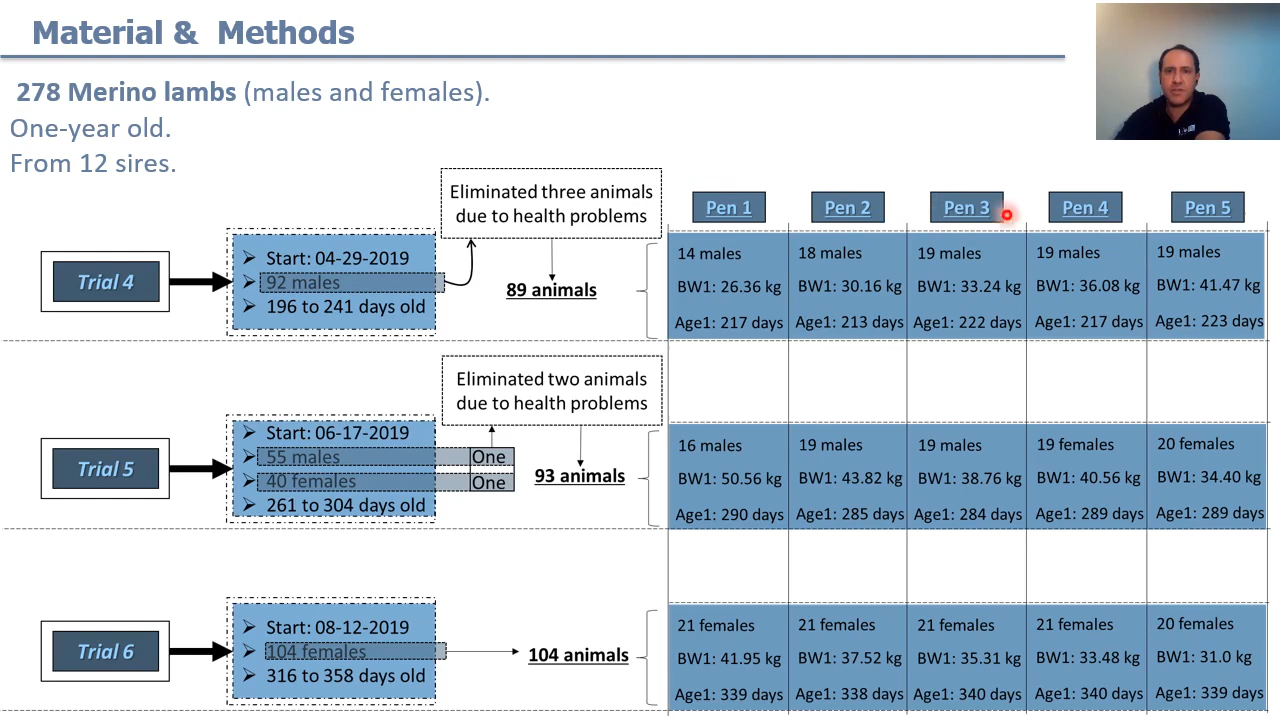 Material &  Methods
278 Merino lambs (males and females).
One-year old.
From 12 sires.
Eliminated three animals
due to health problems
Pen 1
Pen 2
Pen 3
Pen 4
Pen 5
Trial 4
Start: 04-29-2019
92 males
196 to 241 days old
89 animals
14 males
BW1: 26.36 kg
Age1: 217 days
18 males
BW1: 30.16 kg
Age1: 213 days
19 males
BW1: 33.24 kg
Age1: 222 days
19 males
BW1: 36.08 kg
Age1: 217 days
19 males
BW1: 41.47 kg
Age1: 223 days
Eliminated two animals
due to health problems
Trial 5
Start: 06-17-2019
55 males
One
40 females
One
261 to 304 days old
93 animals
16 males
BW1: 50.56 kg
Age1: 290 days
19 males
BW1: 43.82 kg
Age1: 285 days
19 males
BW1: 38.76 kg
Age1: 284 days
19 females
BW1: 40.56 kg
Age1: 289 days
20 females
BW1: 34.40 kg
Age1: 289 days
Trial 6
Start: 08-12-2019
104 females
316 to 358 days old
104 animals
21 females
BW1: 41.95 kg
Age1: 339 days
21 females
BW1: 37.52 kg
Age1: 338 days
21 females
BW1: 35.31 kg
Age1: 340 days
21 females
BW1: 33.48 kg
Age1: 340 days
20 females
BW1: 31.0 kg
Age1: 339 days